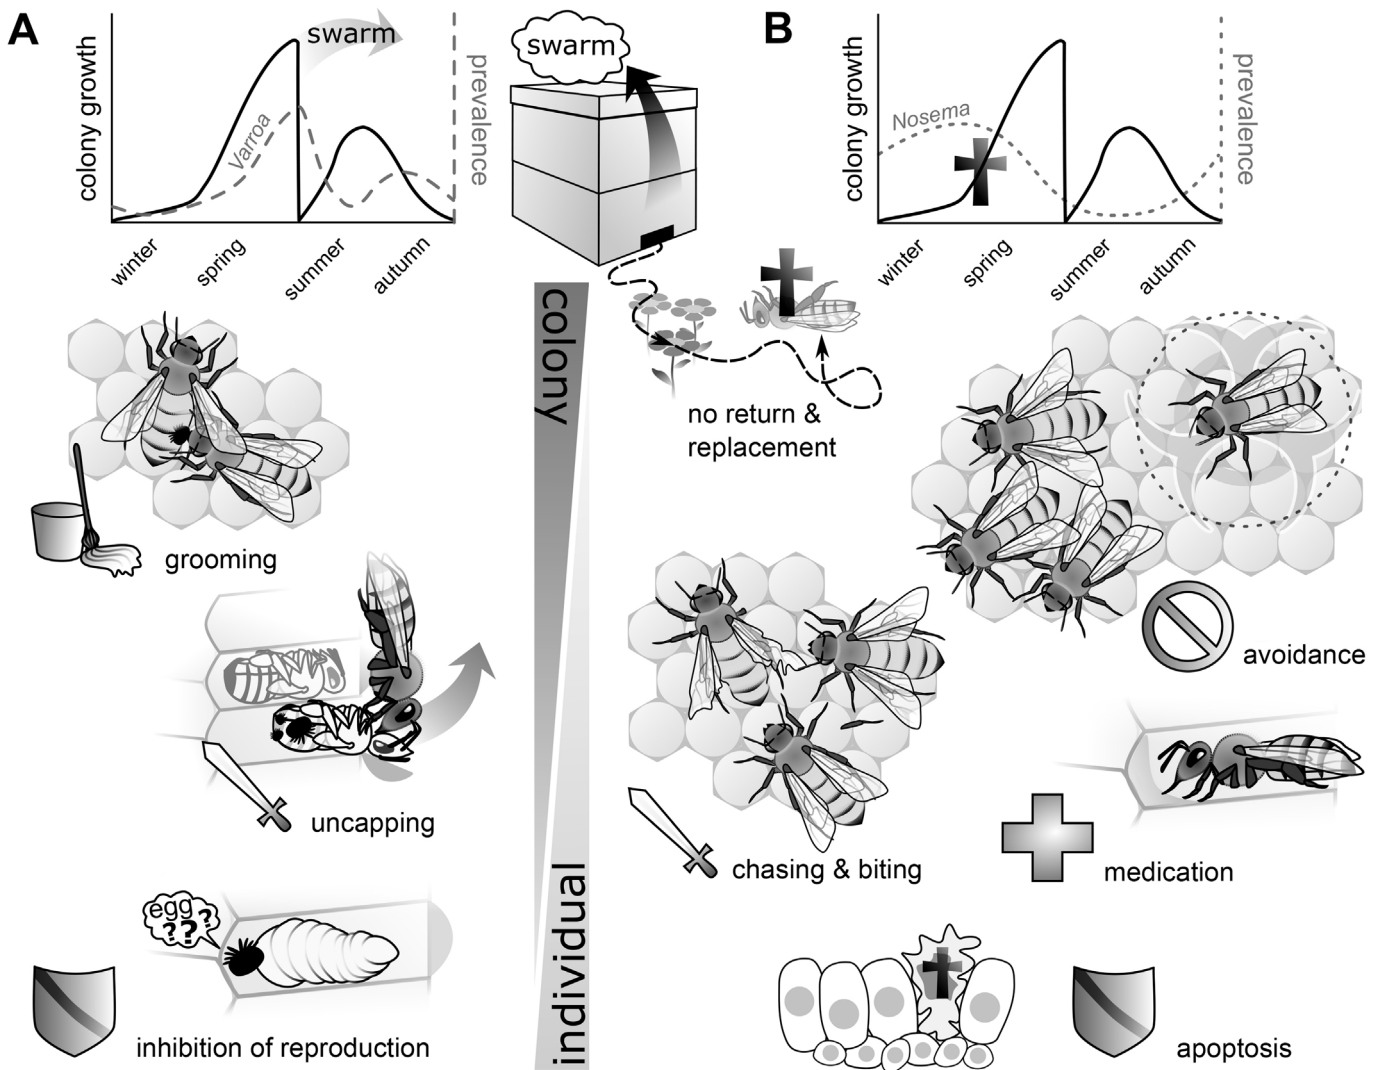 A
colony growth
swarm
Varroa
prevalence
winter
spring
summer
autumn
swarm
B
colony growth
Nosema
prevalence
winter
spring
summer
autumn
colony
individual
no return &
replacement
grooming
uncapping
egg
???
inhibition of reproduction
avoidance
chasing & biting
medication
apoptosis